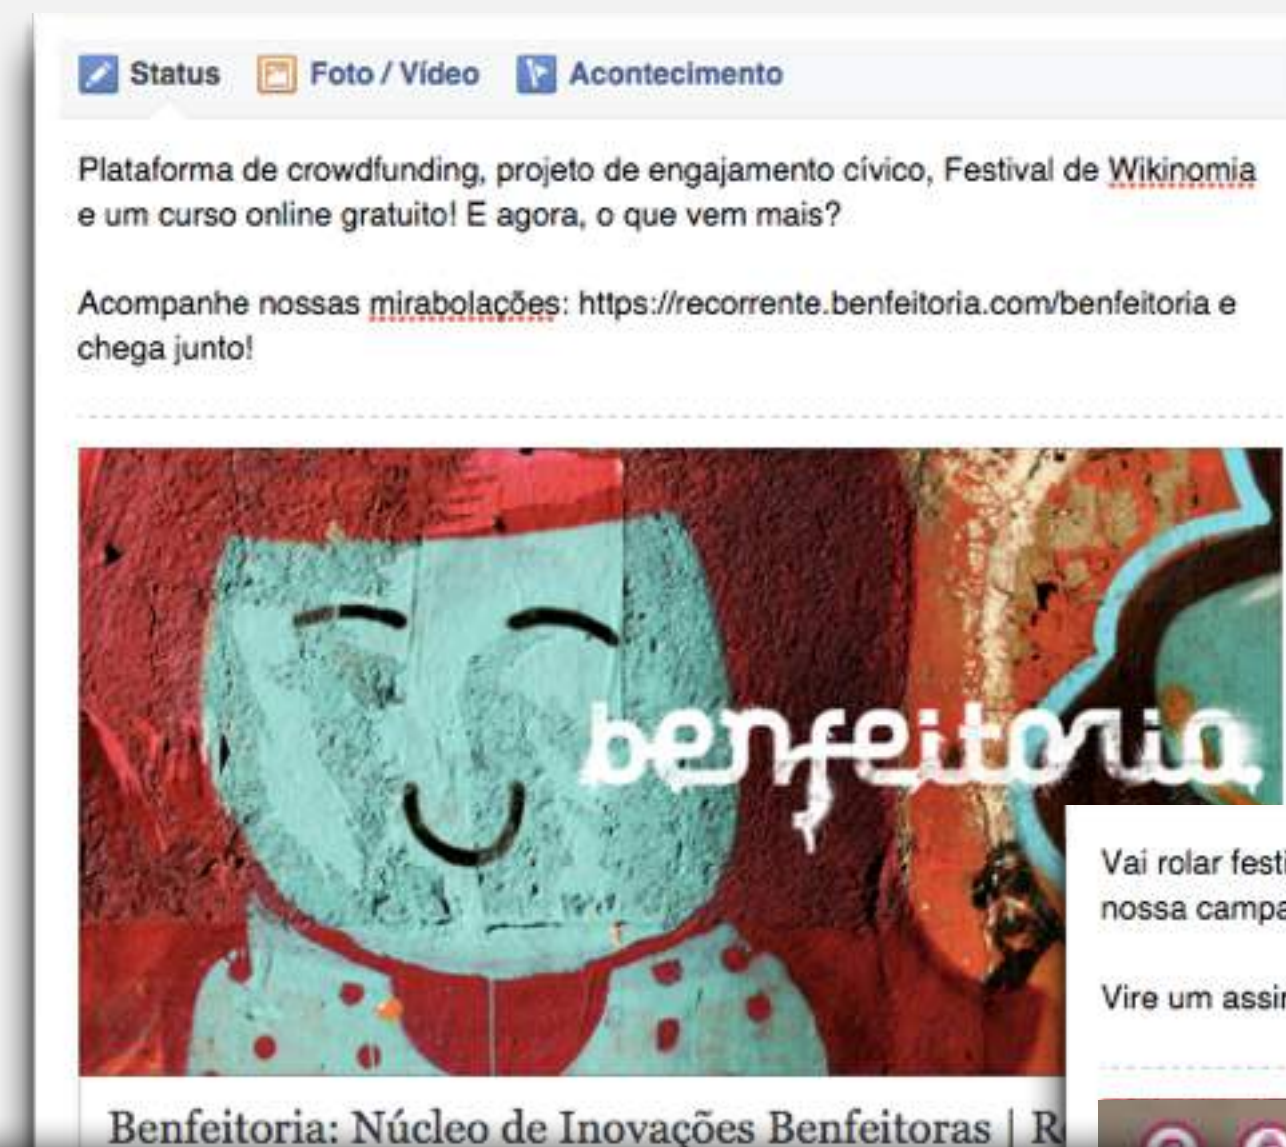 Status Foto / Vídeo Acontecimento
Plataforma de crowdfunding, projeto de engajamento cívico, Festival de Wikinomia
e um curso online gratuito! E agora, o que vem mais?
Acompanhe nossas mirabolações: https://recorrente.benfeitoria.com/benfeitoria e
chega junto!
benfeitoria
Vai rolar
nossa
Vire um
Benfeitoria: Núcleo de Inovações Benfeitoras |